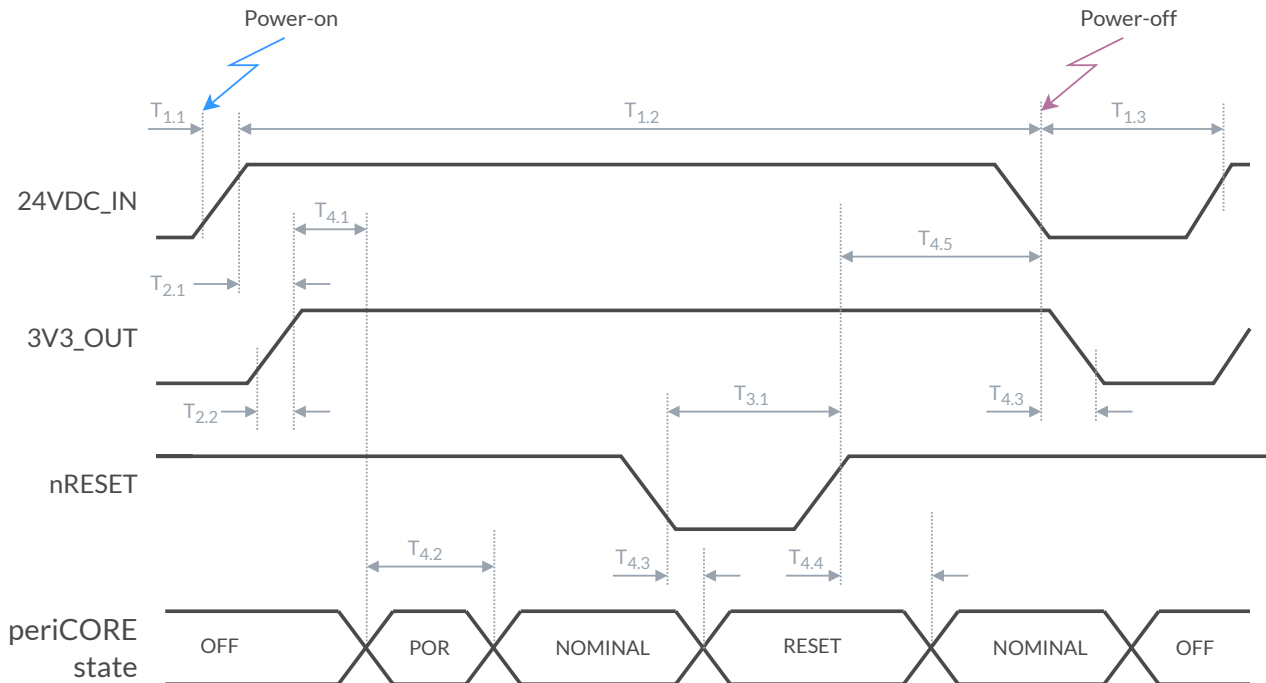 Power-on
Power-off
T1.1
T1.2
T1.3
24VDC_IN
T4.1
T4.5
T2.1
3V3_OUT
T2.2
T3.1
T4.3
nRESET
T4.2
T4.3
T4.4
periCORE
state
OFF
POR
NOMINAL
RESET
NOMINAL
OFF